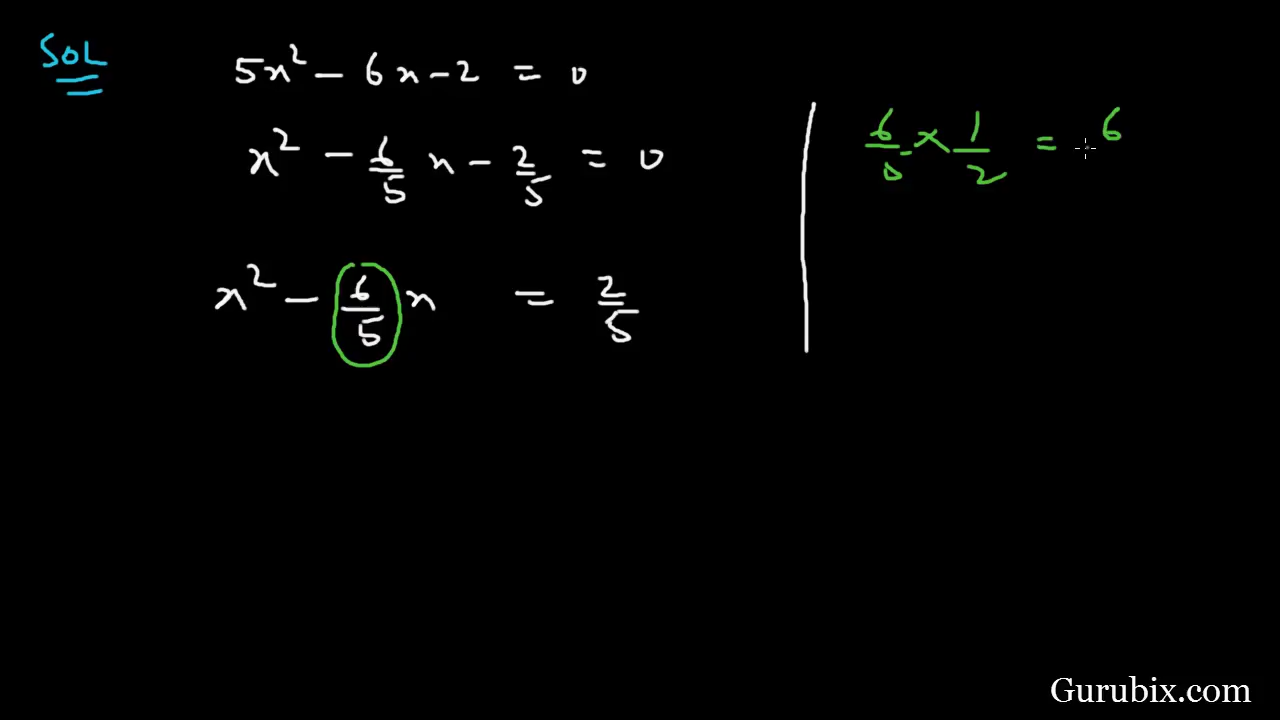 SOL
5x² - 6x - 2 = 0
x² - 6/5 x - 2/5 = 0
x² - 6/5 x = 2/5
6/5 × 1/2 = 6
Gurubix.com